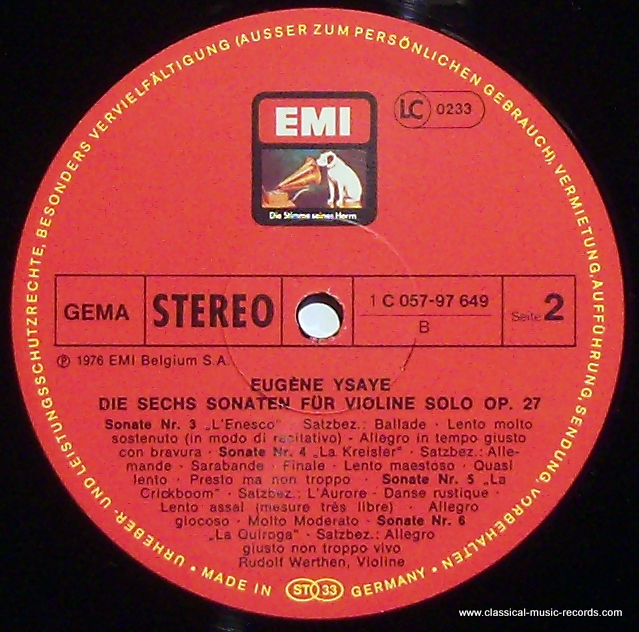 URHEBER- UND LEISTUNGSSCHUTZRECHTE, BESONDERS VERVIELFÄLTIGUNG (AUSSER ZUM PERSÖNLICHEN GEBRAUCH), VERMIETUNG, AUFFÜHRUNG, SENDUNG, VORBEHALTEN
EMI
LC 0233
Die Stimme seines Herrn
GEMA STEREO
1 C 057-97 649
B
Seite 2
℗ 1976 EMI Belgium S.A.
EUGÈNE YSAYE
DIE SECHS SONATEN FÜR VIOLINE SOLO OP. 27
Sonate Nr. 3 „L'Enesco" · Satzbez.: Ballade · Lento molto
sostenuto (in modo di recitativo) · Allegro in tempo giusto
con bravura · Sonate Nr. 4 „La Kreisler" · Satzbez.: Alle-
mande · Sarabande · Finale · Lento maestoso · Quasi
lento · Presto ma non troppo · Sonate Nr. 5 „La
Crickboom" · Satzbez.: L'Aurore · Danse rustique ·
Lento assai (mesure très libre) · Allegro
giocoso · Molto Moderato · Sonate Nr. 6
„La Quiroga" · Satzbez.: Allegro
giusto non troppo vivo
Rudolf Werthen, Violine
• MADE IN STO 33 GERMANY •
www.classical-music-records.com